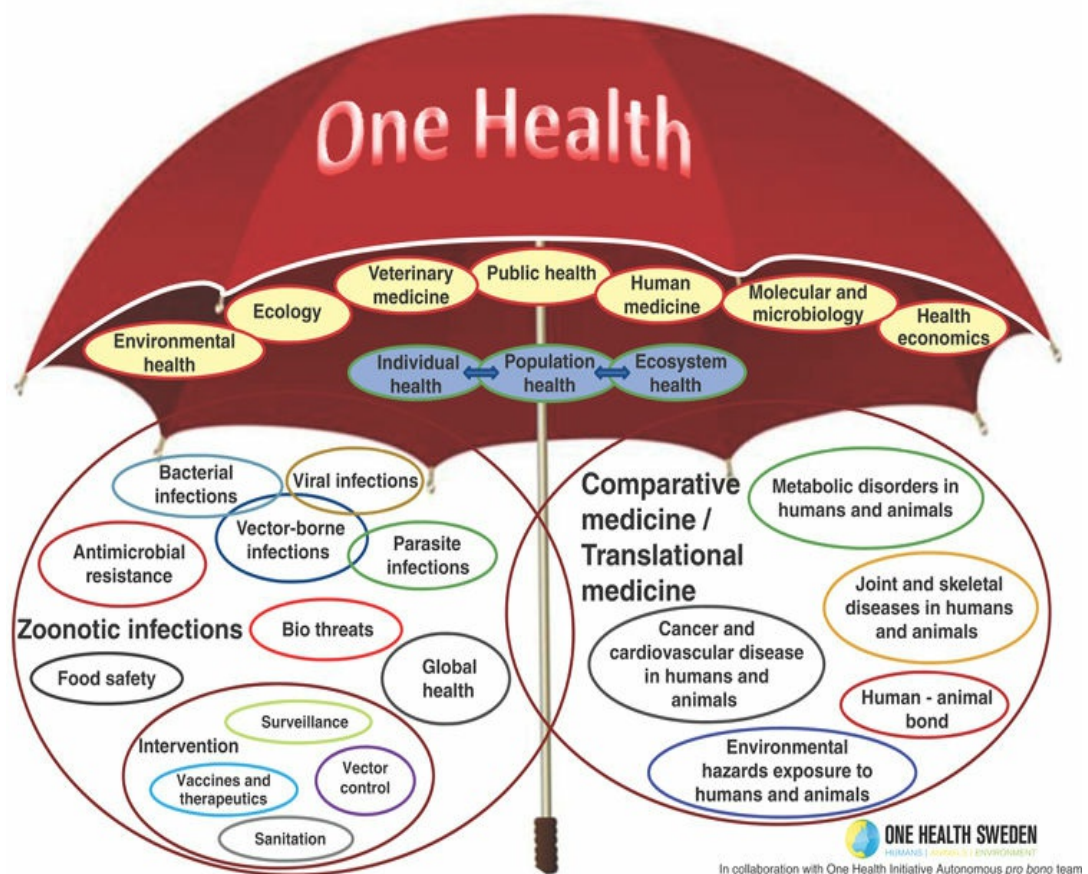 One Health
Public health
Veterinary
medicine
Human
medicine
Molecular and
microbiology
Ecology
Health
economics
Environmental
health
Individual
health
Population
health
Ecosystem
health
Bacterial
infections
Viral infections
Vector-borne
infections
Parasite
infections
Antimicrobial
resistance
Zoonotic infections
Bio threats
Food safety
Global
health
Intervention
Surveillance
Vaccines and
therapeutics
Vector
control
Sanitation
Comparative
medicine /
Translational
medicine
Metabolic disorders in
humans and animals
Joint and skeletal
diseases in humans
and animals
Cancer and
cardiovascular disease
in humans and
animals
Human - animal
bond
Environmental
hazards exposure to
humans and animals
ONE HEALTH SWEDEN
HUMANS | ANIMALS | ENVIRONMENT
In collaboration with One Health Initiative Autonomous pro bono team